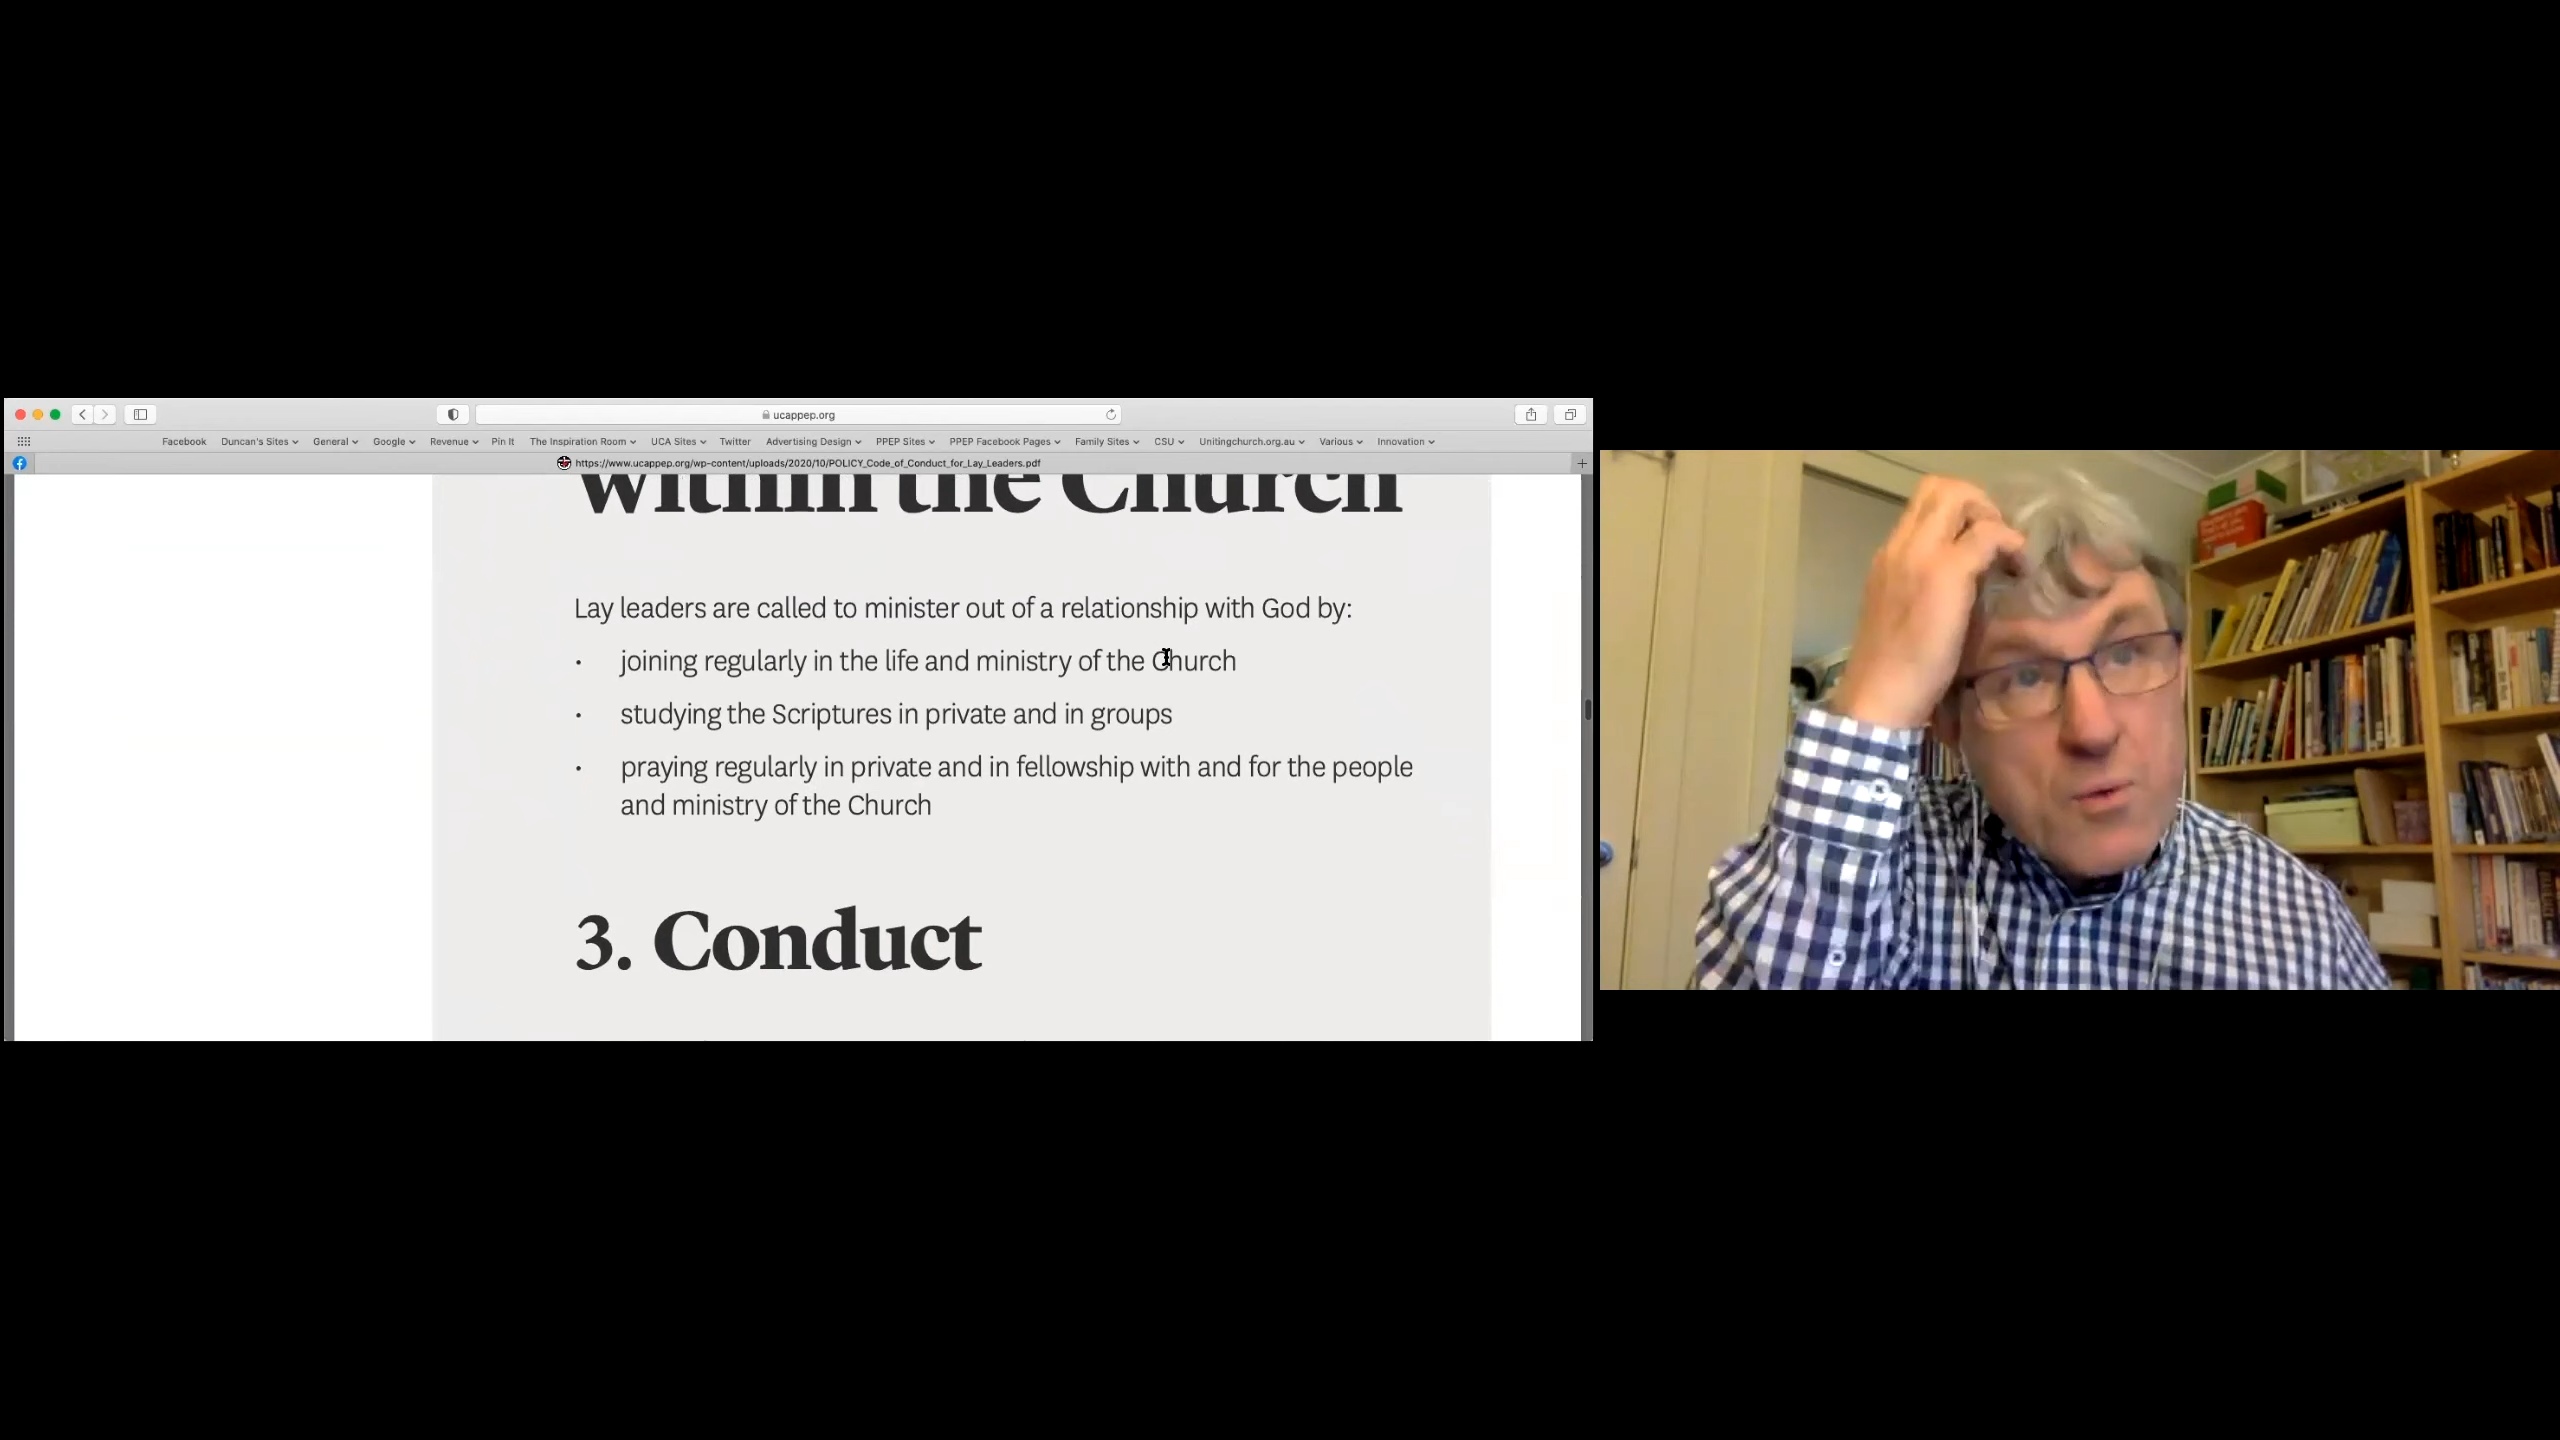 ucappep.org
Facebook Duncan's Sites General Google Revenue Pin It The Inspiration Room UCA Sites Twitter Advertising Design PPEP Sites PPEP Facebook Pages Family Sites CSU Unitingchurch.org.au Various Innovation
https://www.ucappep.org/wp-content/uploads/2020/10/POLICY_Code_of_Conduct_for_Lay_Leaders.pdf
within the Church
Lay leaders are called to minister out of a relationship with God by:
• joining regularly in the life and ministry of the Church
• studying the Scriptures in private and in groups
• praying regularly in private and in fellowship with and for the people
and ministry of the Church
3. Conduct